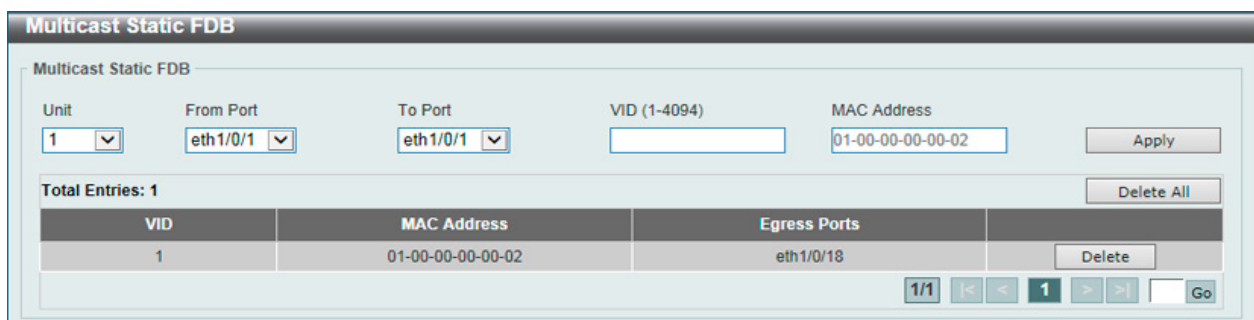 Multicast Static FDB
Multicast Static FDB
Unit From Port To Port VID (1-4094) MAC Address
1 eth1/0/1 eth1/0/1 01-00-00-00-00-02 Apply
Total Entries: 1 Delete All
VID MAC Address Egress Ports
1 01-00-00-00-00-02 eth1/0/18 Delete
1/1 |< < 1 > >| Go